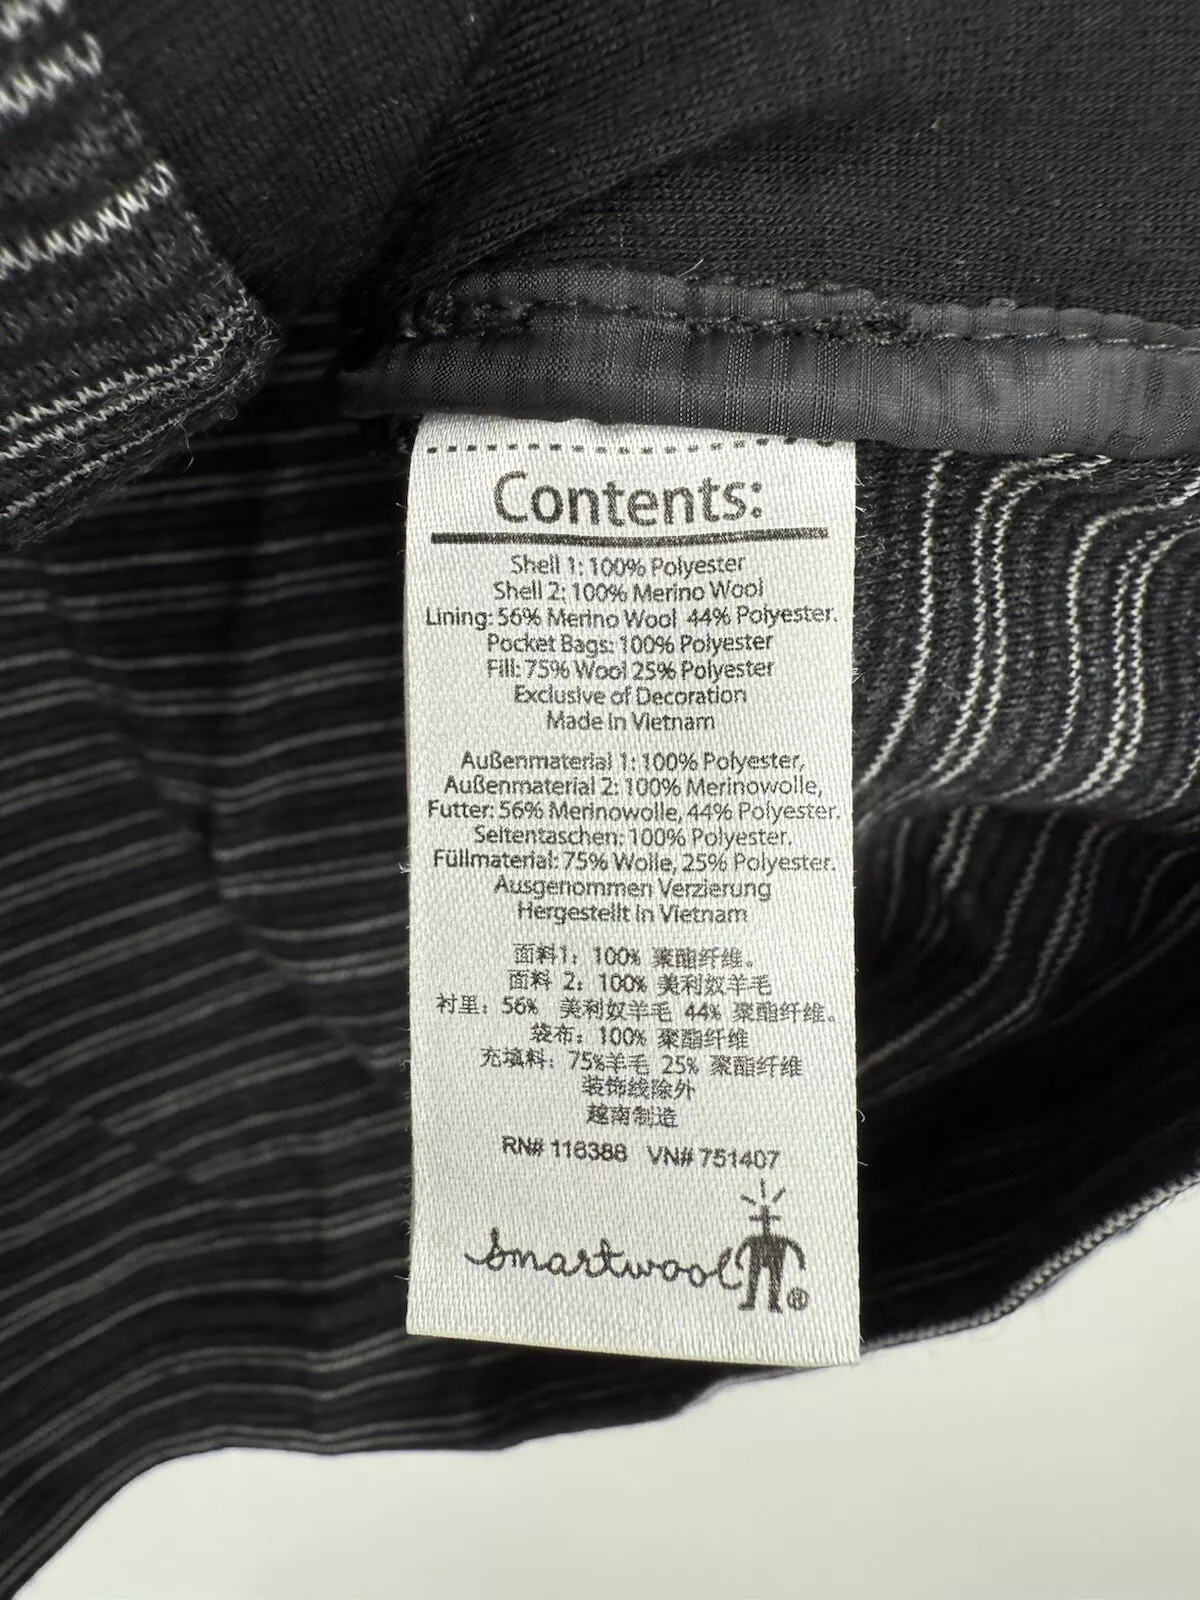 Contents:
Shell 1: 100% Polyester
Shell 2: 100% Merino Wool
Lining: 56% Merino Wool 44% Polyester.
Pocket Bags: 100% Polyester
Fill: 75% Wool 25% Polyester
Exclusive of Decoration
Made in Vietnam
Außenmaterial 1: 100% Polyester,
Außenmaterial 2: 100% Merinowolle,
Futter: 56% Merinowolle, 44% Polyester.
Seitentaschen: 100% Polyester.
Füllmaterial: 75% Wolle, 25% Polyester.
Ausgenommen Verzierung
Hergestellt in Vietnam
面料1: 100% 聚酯纤维。
面料 2: 100% 美利奴羊毛
衬里: 56% 美利奴羊毛 44% 聚酯纤维。
袋布: 100% 聚酯纤维
充填料: 75%羊毛 25% 聚酯纤维
装饰线除外
越南制造
RN# 116388 VN# 751407
smartwool®